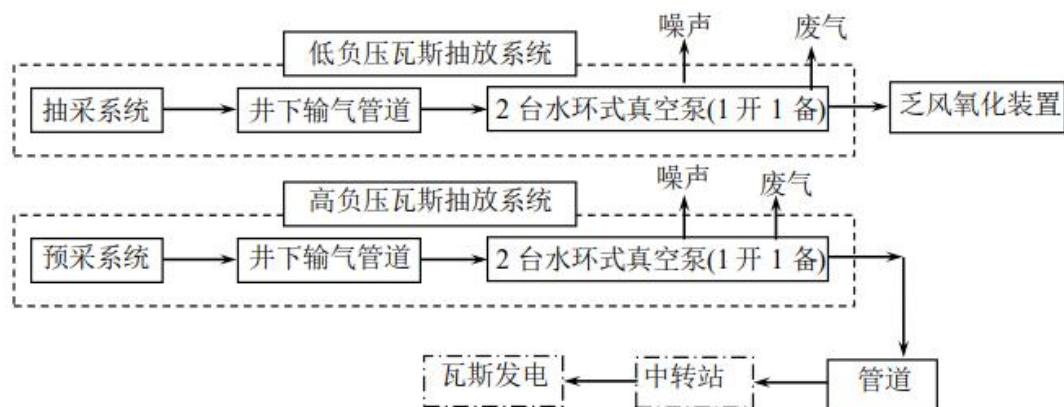 噪声
废气
低负压瓦斯抽放系统
抽采系统
井下输气管道
2 台水环式真空泵(1 开 1 备)
乏风氧化装置
噪声
废气
高负压瓦斯抽放系统
预采系统
井下输气管道
2 台水环式真空泵(1 开 1 备)
瓦斯发电
中转站
管道